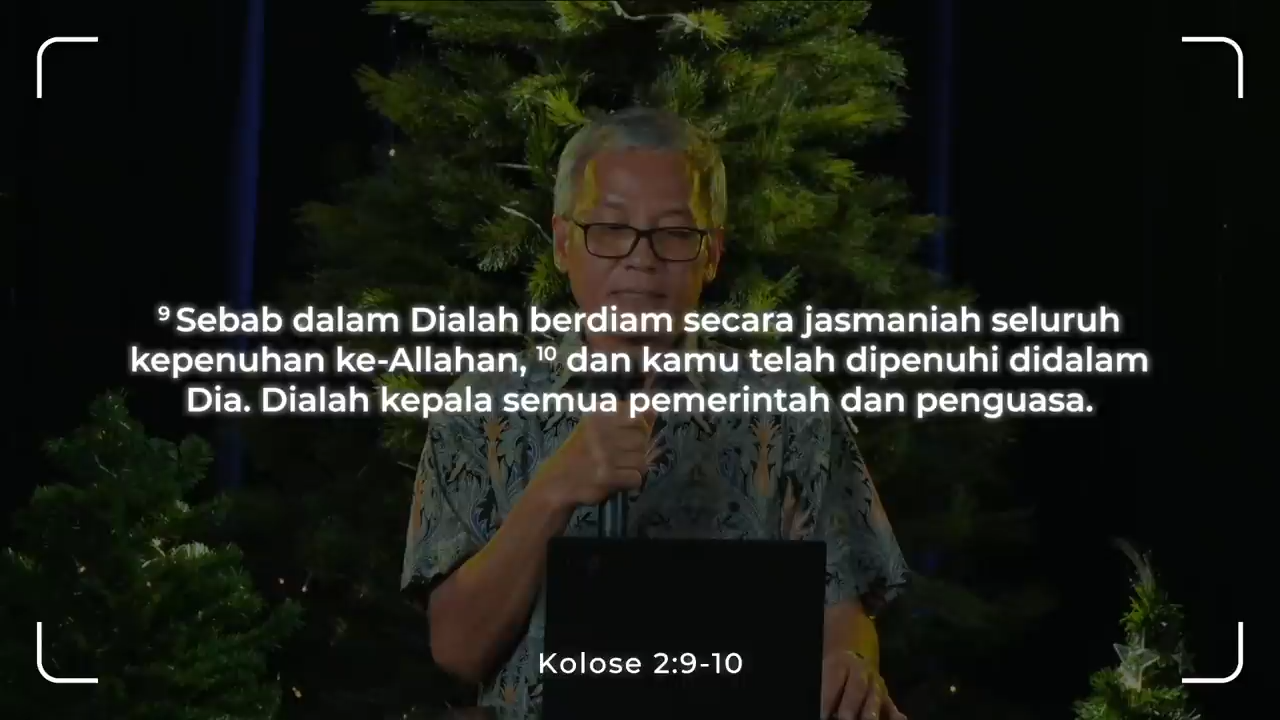 ⁹ Sebab dalam Dialah berdiam secara jasmaniah seluruh
kepenuhan ke-Allahan, ¹⁰ dan kamu telah dipenuhi didalam
Dia. Dialah kepala semua pemerintah dan penguasa.
Kolose 2:9-10